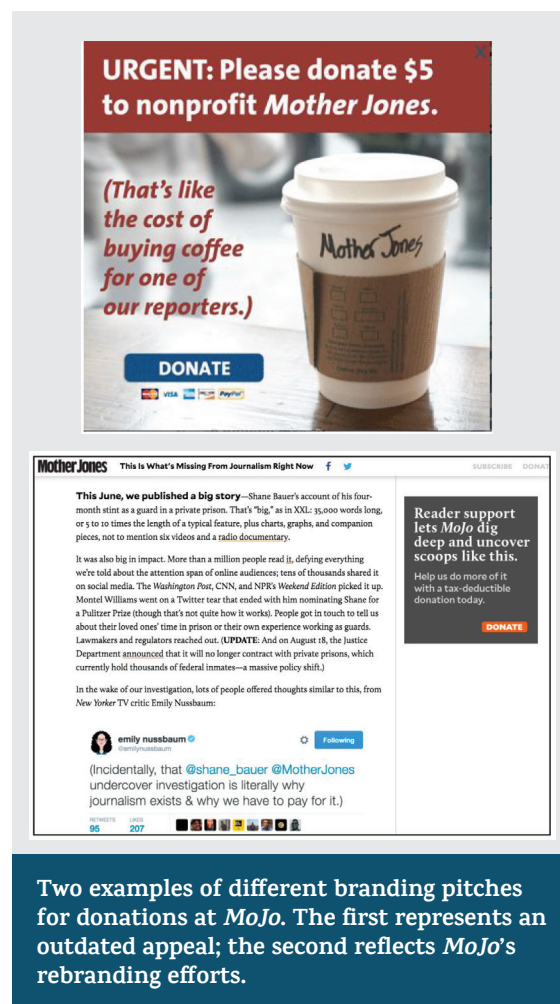 URGENT: Please donate $5
to nonprofit Mother Jones.
X
(That's like
the cost of
buying coffee
for one of
our reporters.)
Mother Jones
DONATE
VISA PayPal
Mother Jones This Is What's Missing From Journalism Right Now f SUBSCRIBE DONAT
This June, we published a big story—Shane Bauer's account of his four-
month stint as a guard in a private prison. That's "big," as in XXL: 35,000 words long,
or 5 to 10 times the length of a typical feature, plus charts, graphs, and companion
pieces, not to mention six videos and a radio documentary.
It was also big in impact. More than a million people read it, defying everything
we're told about the attention span of online audiences; tens of thousands shared it
on social media. The Washington Post, CNN, and NPR's Weekend Edition picked it up.
Montel Williams went on a Twitter tear that ended with him nominating Shane for
a Pulitzer Prize (though that's not quite how it works). People got in touch to tell us
about their loved ones' time in prison or their own experience working as guards.
Lawmakers and regulators reached out. (UPDATE: And on August 18, the Justice
Department announced that it will no longer contract with private prisons, which
currently hold thousands of federal inmates—a massive policy shift.)
In the wake of our investigation, lots of people offered thoughts similar to this, from
New Yorker TV critic Emily Nussbaum:
emily nussbaum
@emilynussbaum
Following
(Incidentally, that @shane_bauer @MotherJones
undercover investigation is literally why
journalism exists & why we have to pay for it.)
RETWEETS LIKES
95 207
Reader support
lets MoJo dig
deep and uncover
scoops like this.
Help us do more of it
with a tax-deductible
donation today.
DONATE
Two examples of different branding pitches
for donations at MoJo. The first represents an
outdated appeal; the second reflects MoJo's
rebranding efforts.